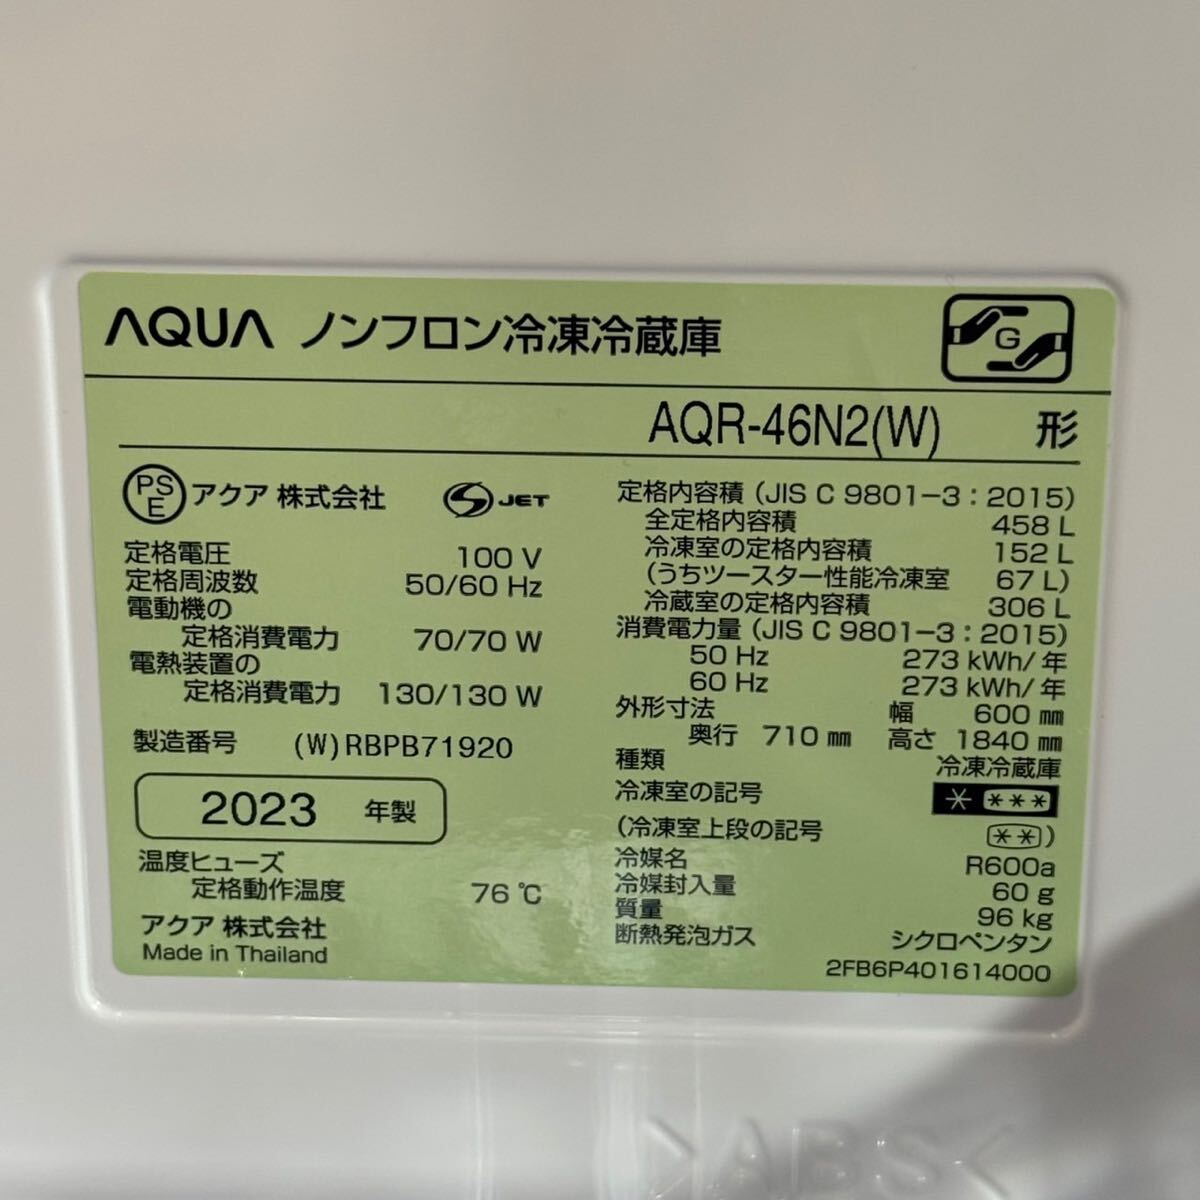 AQUA ノンフロン冷凍冷蔵庫
G
AQR-46N2(W) 形
PS
E
アクア 株式会社
S JET
定格電圧 100 V
定格周波数 50/60 Hz
電動機の
定格消費電力 70/70 W
電熱装置の
定格消費電力 130/130 W
製造番号 (W)RBPB71920
2023 年製
温度ヒューズ
定格動作温度 76 ℃
アクア 株式会社
Made in Thailand
定格内容積 (JIS C 9801-3:2015)
全定格内容積 458 L
冷凍室の定格内容積 152 L
(うちツースター性能冷凍室 67 L)
冷蔵室の定格内容積 306 L
消費電力量 (JIS C 9801-3:2015)
50 Hz 273 kWh/年
60 Hz 273 kWh/年
外形寸法 幅 600 ㎜
奥行 710 ㎜ 高さ 1840 ㎜
種類 冷凍冷蔵庫
冷凍室の記号 * ***
(冷凍室上段の記号 **)
冷媒名 R600a
冷媒封入量 60 g
質量 96 kg
断熱発泡ガス シクロペンタン
2FB6P401614000
>ABS<